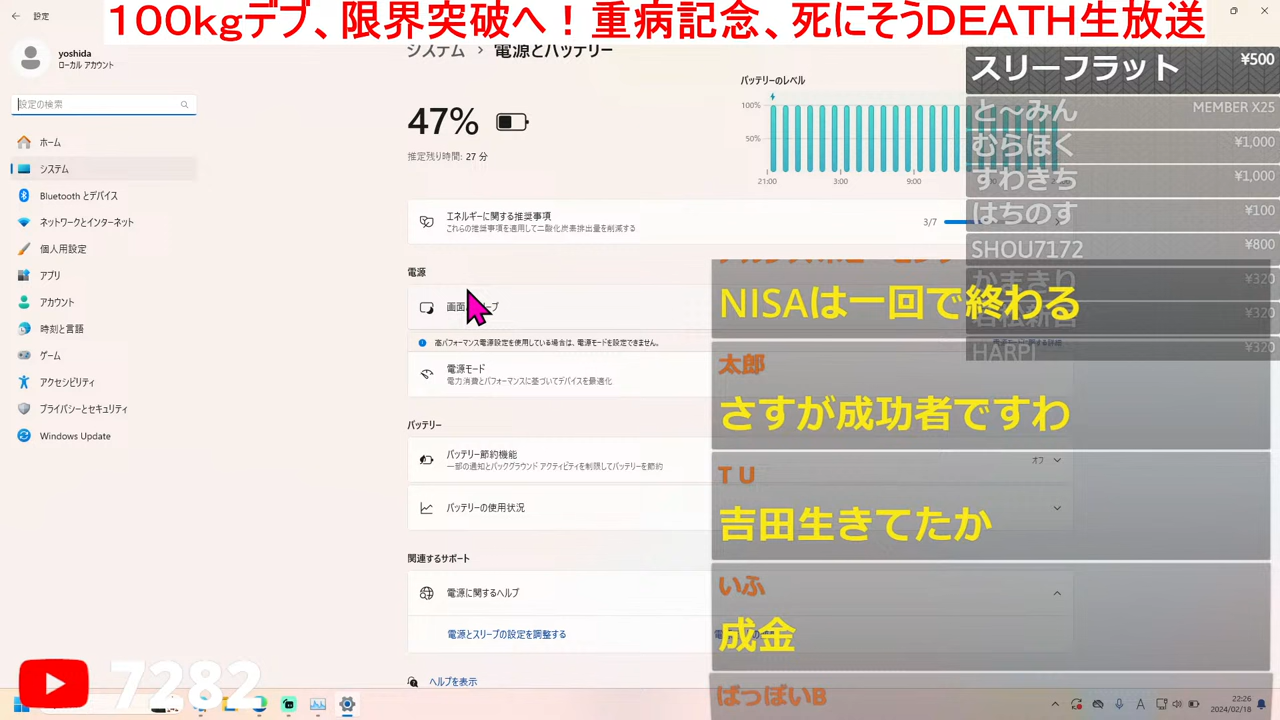 設定
100kgデブ、限界突破へ！重病記念、死にそうDEATH生放送
yoshida
ローカル アカウント
設定の検索
ホーム
システム
Bluetooth とデバイス
ネットワークとインターネット
個人用設定
アプリ
アカウント
時刻と言語
ゲーム
アクセシビリティ
プライバシーとセキュリティ
Windows Update
システム › 電源とバッテリー
47%
推定残り時間: 27 分
バッテリーのレベル
100%
50%
21:00 3:00 9:00
エネルギーに関する推奨事項
これらの推奨事項を適用して二酸化炭素排出量を削減する
3/7
電源
高パフォーマンス電源設定を使用している場合は、電源モードを設定できません。
電源モード
電力消費とパフォーマンスに基づいてデバイスを最適化
バッテリー
バッテリー節約機能
一部の通知とバックグラウンド アクティビティを制限してバッテリーを節約
オフ
バッテリーの使用状況
関連するサポート
電源に関するヘルプ
電源とスリープの設定を調整する
ヘルプを表示
スリーフラット ¥500
と〜みん MEMBER X25
むらほく ¥1,000
すわきち ¥1,000
はちのす ¥100
SHOU7172 ¥800
かまきり ¥320
¥320
HARPI ¥320
NISAは一回で終わる
太郎
さすが成功者ですわ
T U
吉田生きてたか
いふ
成金
ぱっぽいB
7282
A
22:26
2024/02/18